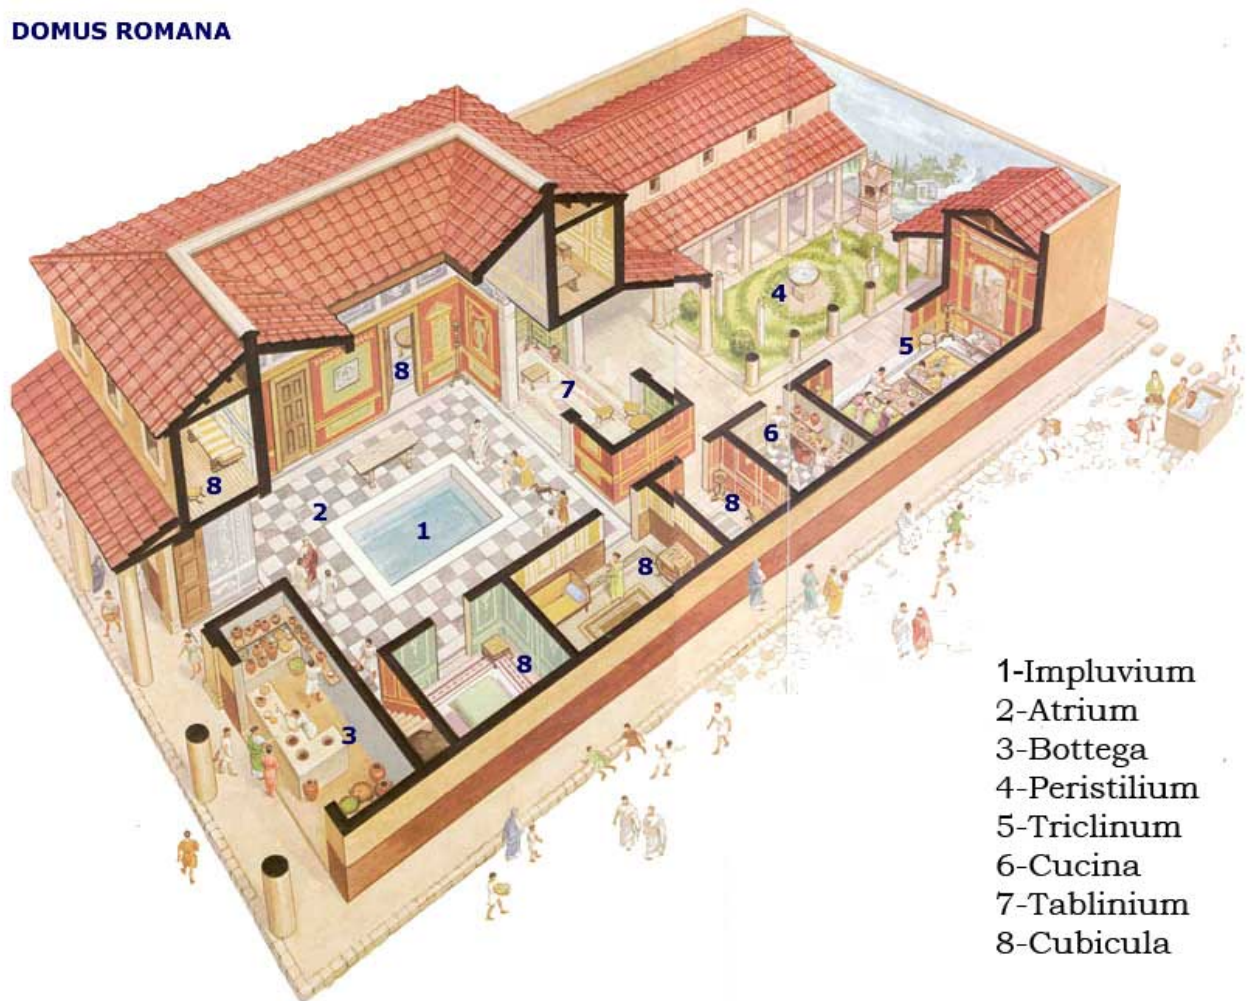 DOMUS ROMANA
4
5
8
7
6
8
8
2
1
8
8
3
1-Impluvium
2-Atrium
3-Bottega
4-Peristilium
5-Triclinum
6-Cucina
7-Tablinium
8-Cubicula